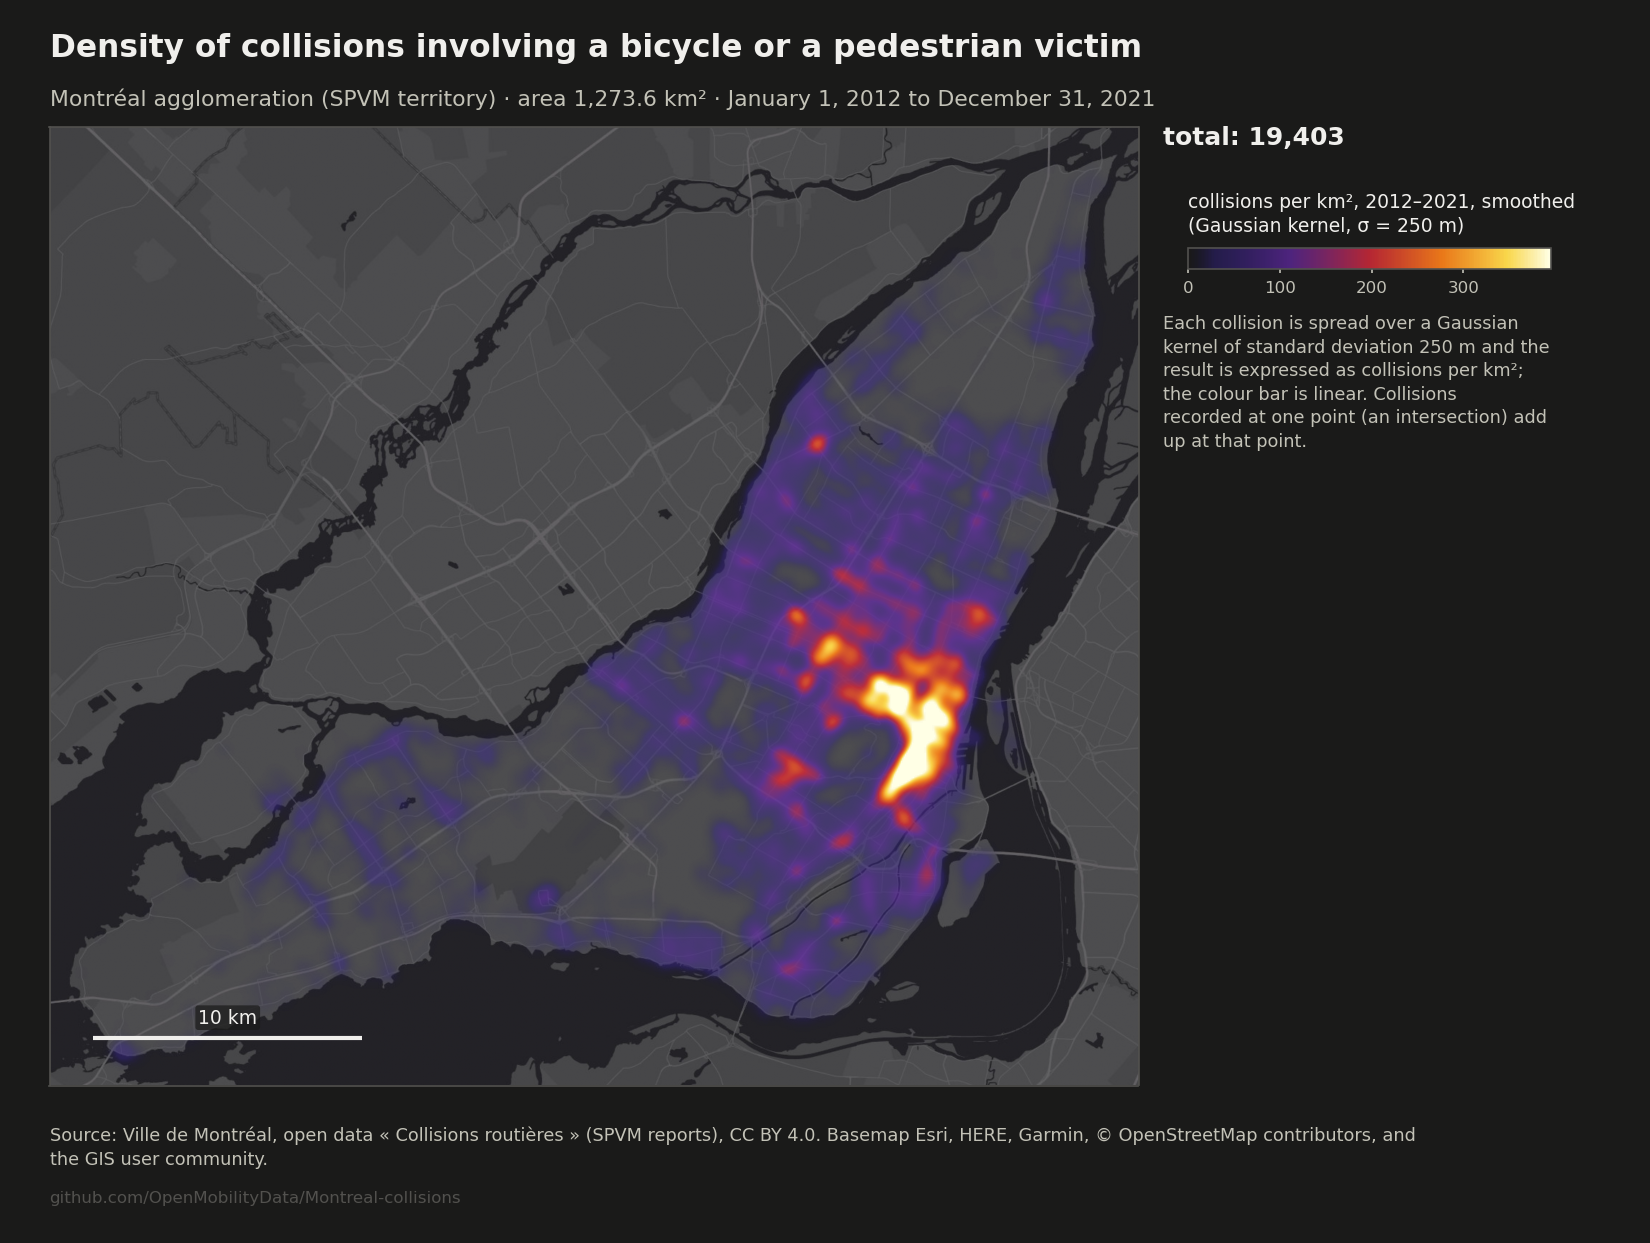 Density of collisions involving a bicycle or a pedestrian victim
Montréal agglomeration (SPVM territory) · area 1,273.6 km² · January 1, 2012 to December 31, 2021
total: 19,403
collisions per km², 2012–2021, smoothed
(Gaussian kernel, σ = 250 m)
0 100 200 300
Each collision is spread over a Gaussian
kernel of standard deviation 250 m and the
result is expressed as collisions per km²;
the colour bar is linear. Collisions
recorded at one point (an intersection) add
up at that point.
10 km
Source: Ville de Montréal, open data « Collisions routières » (SPVM reports), CC BY 4.0. Basemap Esri, HERE, Garmin, © OpenStreetMap contributors, and
the GIS user community.
github.com/OpenMobilityData/Montreal-collisions